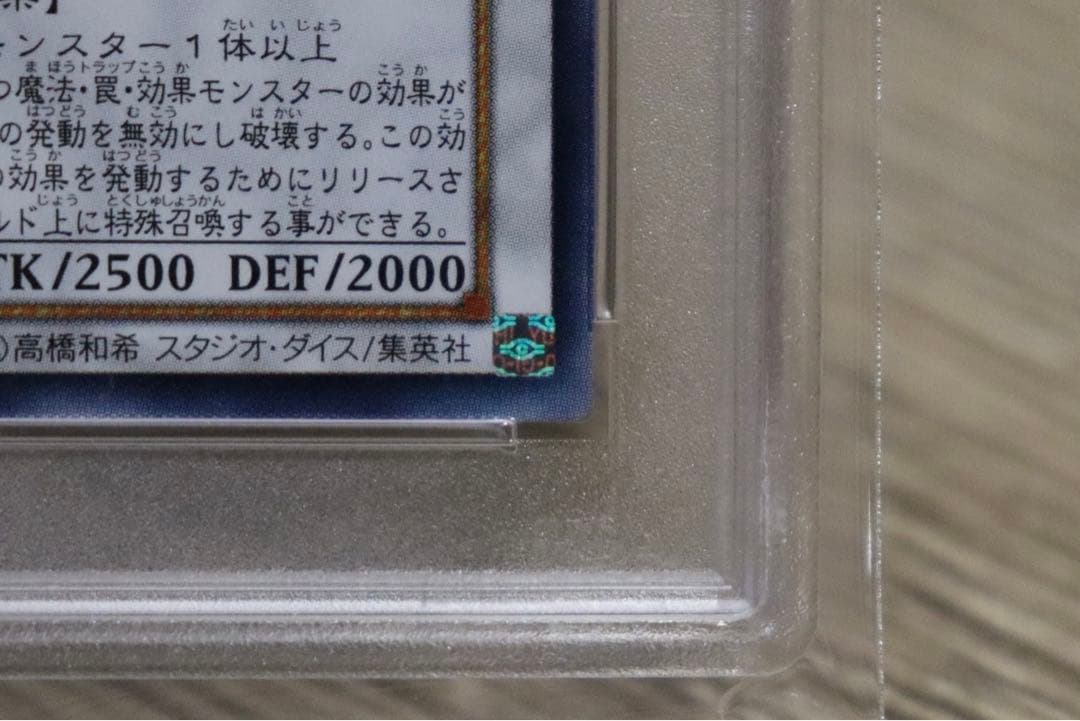 果】
モンスター1体以上
つ魔法・罠・効果モンスターの効果が
の発動を無効にし破壊する。この効
の効果を発動するためにリリースさ
ルド上に特殊召喚する事ができる。
TK/2500 DEF/2000
高橋和希 スタジオ・ダイス/集英社